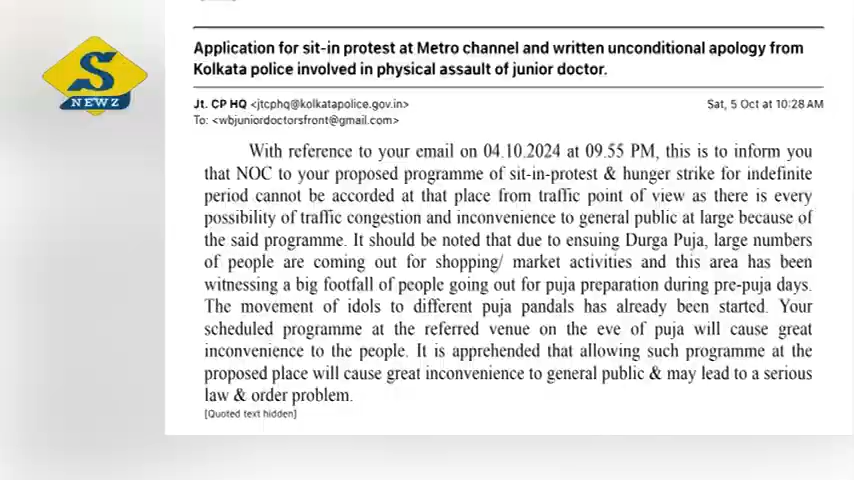 S
NEWZ
Application for sit-in protest at Metro channel and written unconditional apology from
Kolkata police involved in physical assault of junior doctor.
Jt. CP HQ <jtcphq@kolkatapolice.gov.in>
Sat, 5 Oct at 10:28 AM
To: <wbjuniordoctorsfront@gmail.com>
With reference to your email on 04.10.2024 at 09.55 PM, this is to inform you
that NOC to your proposed programme of sit-in-protest & hunger strike for indefinite
period cannot be accorded at that place from traffic point of view as there is every
possibility of traffic congestion and inconvenience to general public at large because of
the said programme. It should be noted that due to ensuing Durga Puja, large numbers
of people are coming out for shopping/ market activities and this area has been
witnessing a big footfall of people going out for puja preparation during pre-puja days.
The movement of idols to different puja pandals has already been started. Your
scheduled programme at the referred venue on the eve of puja will cause great
inconvenience to the people. It is apprehended that allowing such programme at the
proposed place will cause great inconvenience to general public & may lead to a serious
law & order problem.
[Quoted text hidden]